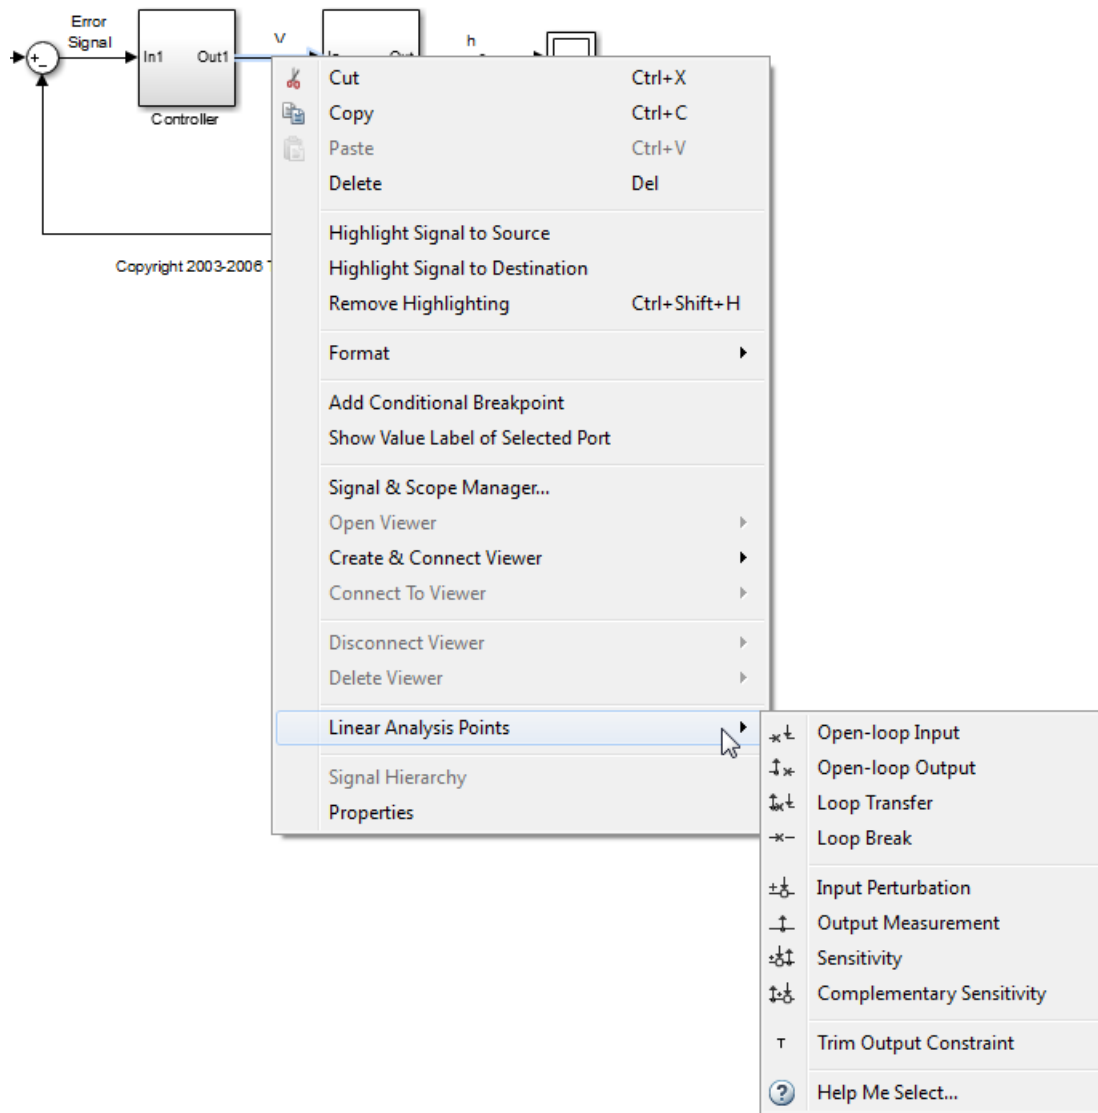 Error
Signal
+
-
In1
Out1
V
h
Controller
Copyright 2003-2006
Cut Ctrl+X
Copy Ctrl+C
Paste Ctrl+V
Delete Del
Highlight Signal to Source
Highlight Signal to Destination
Remove Highlighting Ctrl+Shift+H
Format
Add Conditional Breakpoint
Show Value Label of Selected Port
Signal & Scope Manager...
Open Viewer
Create & Connect Viewer
Connect To Viewer
Disconnect Viewer
Delete Viewer
Linear Analysis Points
Signal Hierarchy
Properties
Open-loop Input
Open-loop Output
Loop Transfer
Loop Break
Input Perturbation
Output Measurement
Sensitivity
Complementary Sensitivity
T Trim Output Constraint
? Help Me Select...